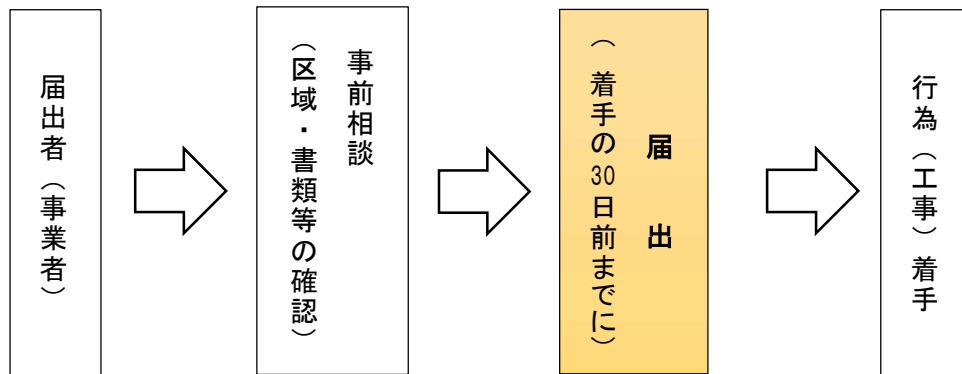 届出者（事業者）
事前相談
（区域・書類等の確認）
届出
（着手の30日前までに）
行為（工事）着手